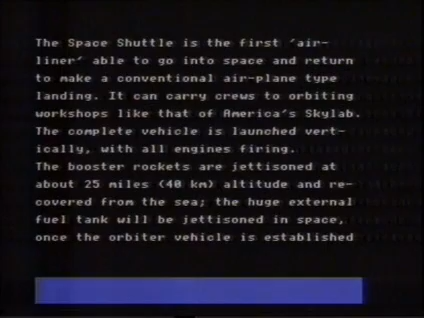 The Space Shuttle is the first 'air-
liner' able to go into space and return
to make a conventional air-plane type
landing. It can carry crews to orbiting
workshops like that of America's Skylab.
The complete vehicle is launched vert-
ically, with all engines firing.
The booster rockets are jettisoned at
about 25 miles (40 km) altitude and re-
covered from the sea; the huge external
fuel tank will be jettisoned in space,
once the orbiter vehicle is established